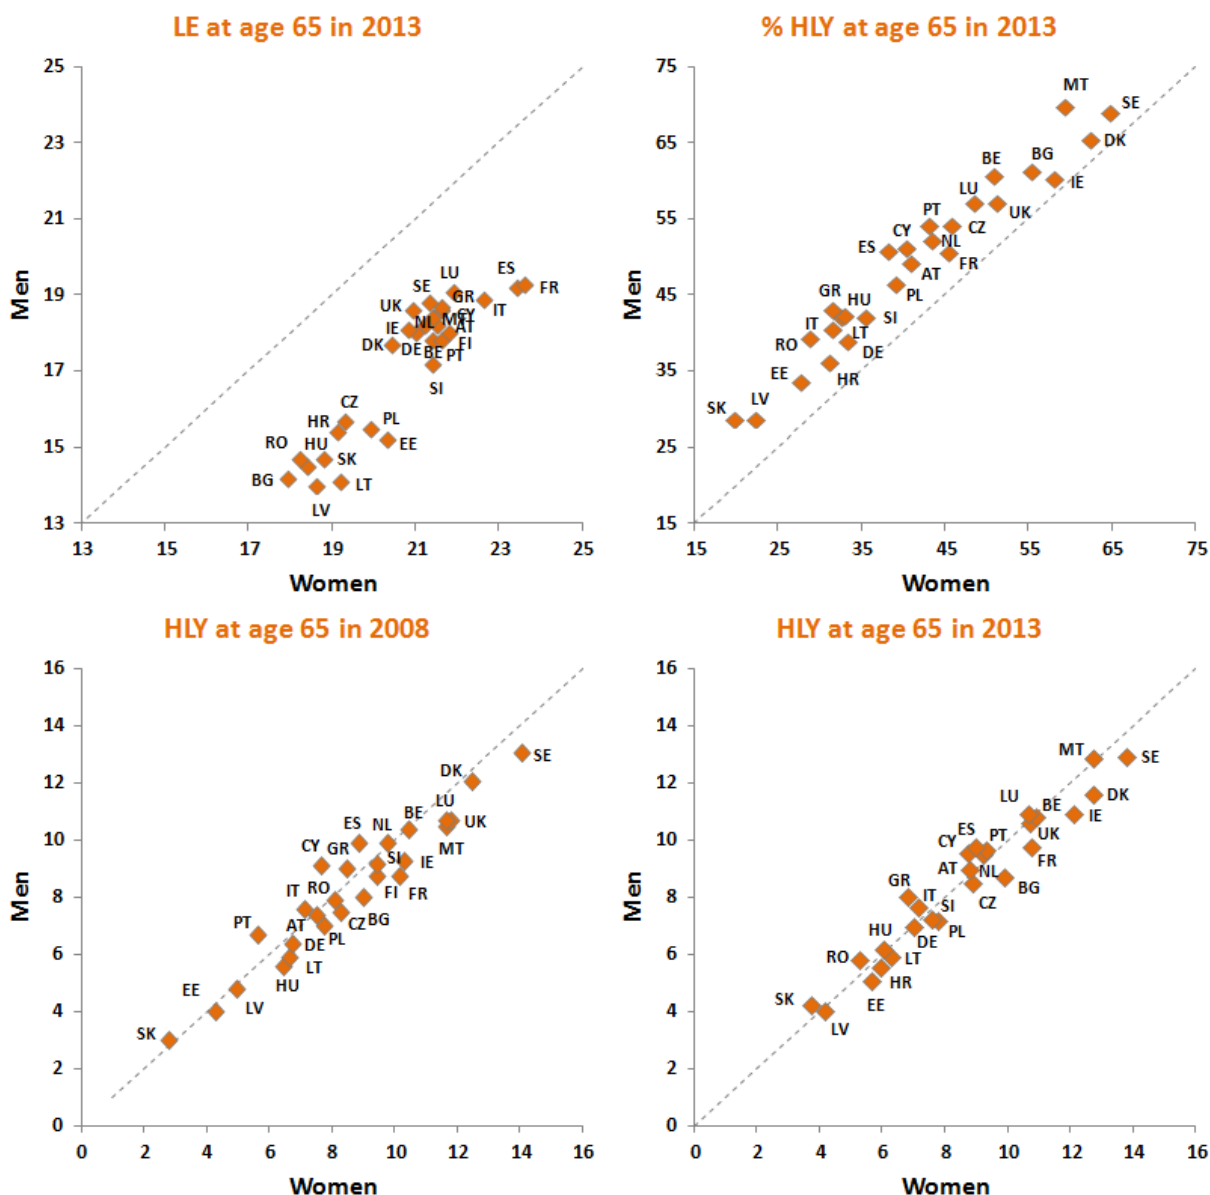 LE at age 65 in 2013
25
23
21
19
17
15
13
Men
ES
FR
LU
SE
GR
IT
UK
CY
MT
NL
AT
IE
FI
DK
DE
BE
PT
SI
CZ
HR
PL
EE
RO
HU
SK
BG
LT
LV
13 15 17 19 21 23 25
Women
% HLY at age 65 in 2013
75
65
55
45
35
25
15
Men
MT
SE
DK
BE
BG
IE
LU
UK
PT
CZ
CY
NL
ES
FR
AT
PL
GR
HU
SI
IT
LT
RO
DE
EE
HR
SK
LV
15 25 35 45 55 65 75
Women
HLY at age 65 in 2008
16
14
12
10
8
6
4
2
0
Men
SE
DK
LU
BE
UK
ES
NL
MT
CY
GR
SI
IE
IT
RO
FI
FR
PT
AT
CZ
BG
DE
PL
LT
HU
EE
LV
SK
0 2 4 6 8 10 12 14 16
Women
HLY at age 65 in 2013
16
14
12
10
8
6
4
2
0
Men
MT
SE
LU
BE
DK
IE
ES
PT
UK
CY
FR
AT
NL
BG
GR
IT
CZ
SI
HU
DE
PL
RO
LT
HR
SK
EE
LV
0 2 4 6 8 10 12 14 16
Women